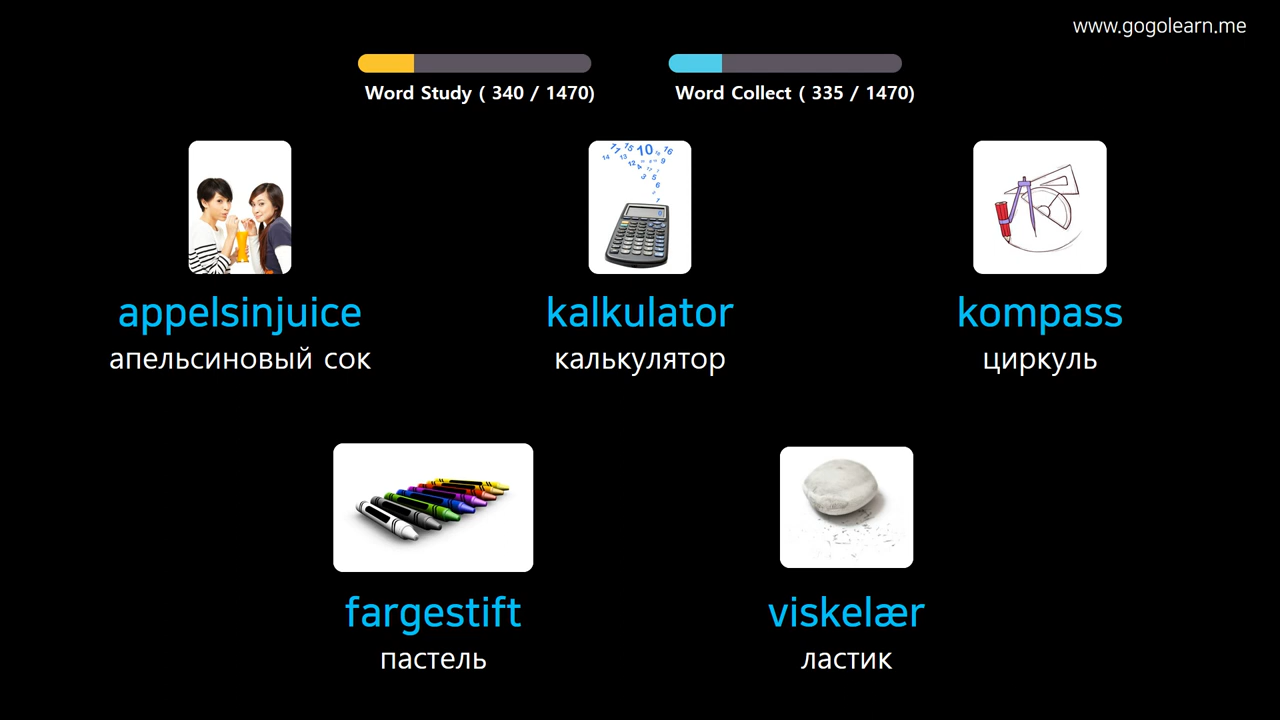 www.gogolearn.me
Word Study ( 340 / 1470)
Word Collect ( 335 / 1470)
appelsinjuice
апельсиновый сок
kalkulator
калькулятор
kompass
циркуль
fargestift
пастель
viskelær
ластик